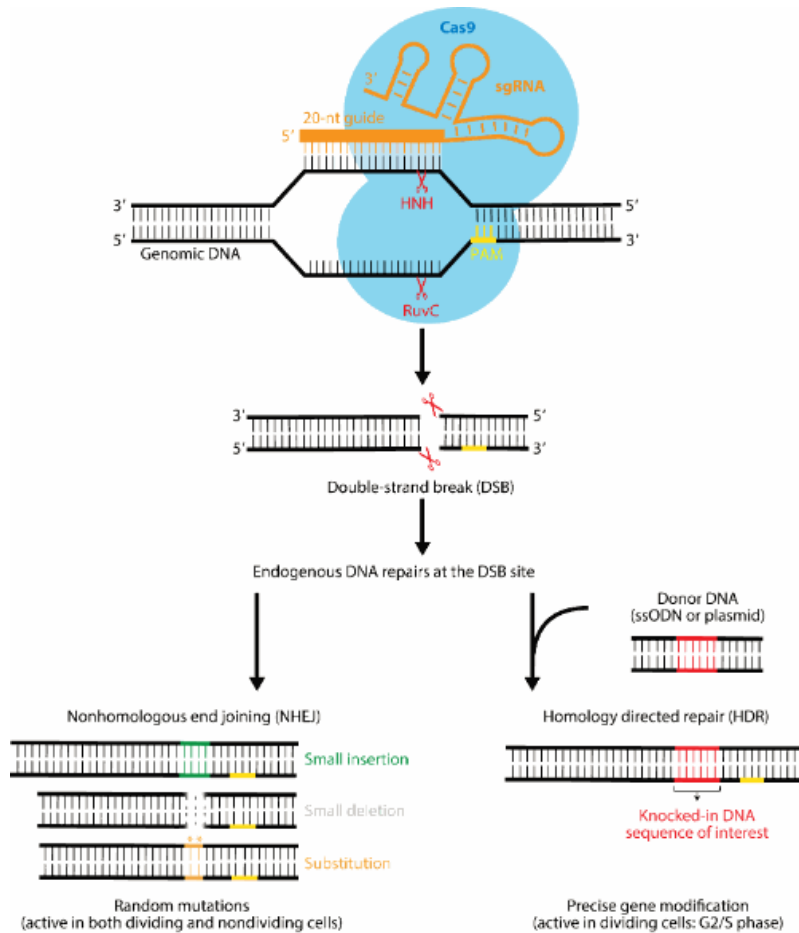 Cas9
3′
sgRNA
20-nt guide
5′
HNH
3′
5′
5′
3′
Genomic DNA
PAM
RuvC
3′
5′
5′
3′
Double-strand break (DSB)
Endogenous DNA repairs at the DSB site
Donor DNA
(ssODN or plasmid)
Nonhomologous end joining (NHEJ)
Homology directed repair (HDR)
Small insertion
Small deletion
Substitution
Knocked-in DNA
sequence of interest
Random mutations
(active in both dividing and nondividing cells)
Precise gene modification
(active in dividing cells: G2/S phase)